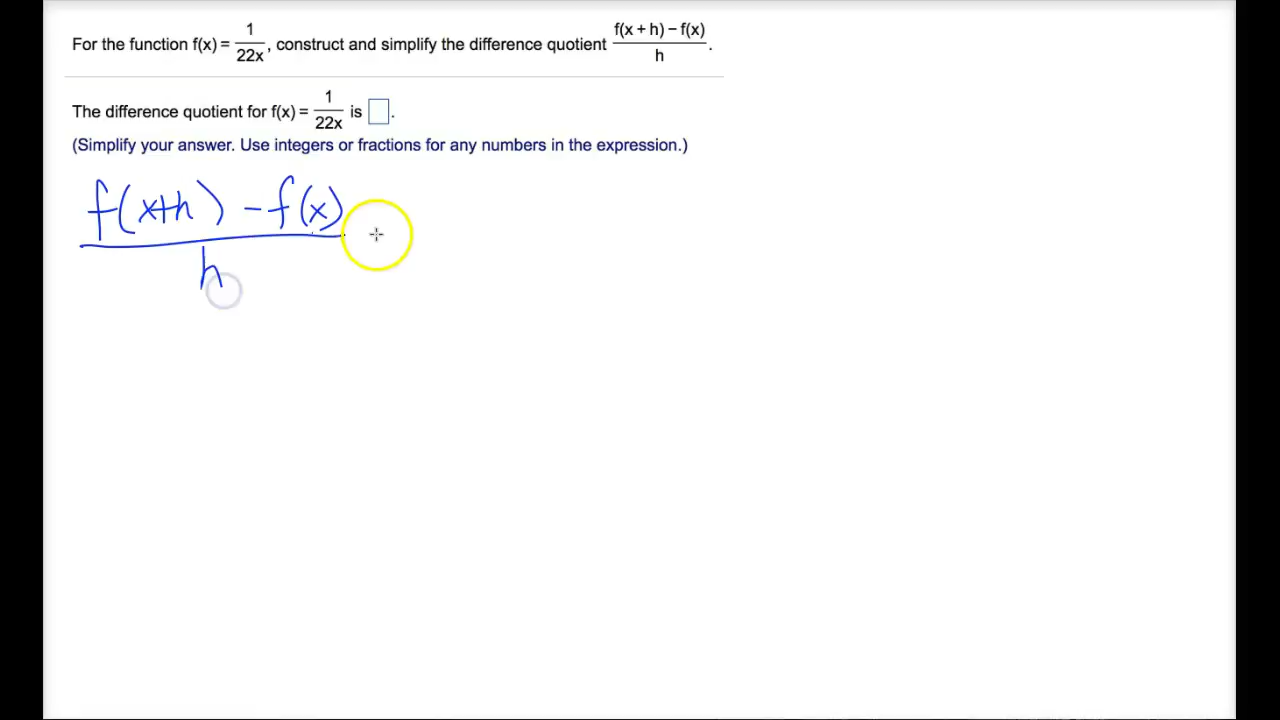 For the function f(x) = 1/22x, construct and simplify the difference quotient f(x + h) − f(x)/h.
The difference quotient for f(x) = 1/22x is .
(Simplify your answer. Use integers or fractions for any numbers in the expression.)
f(x+h) - f(x)
h